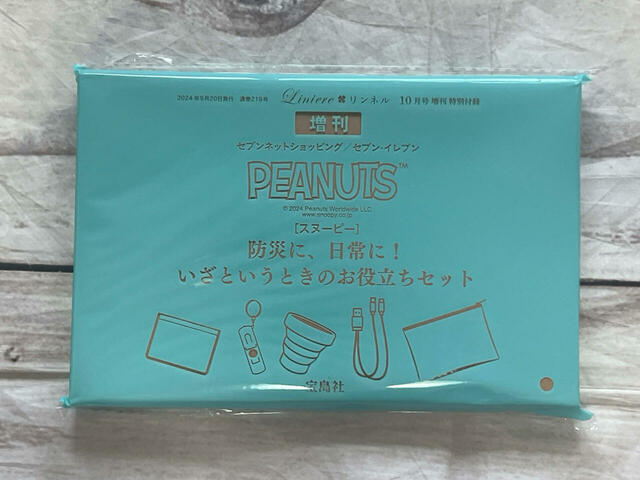 2024年9月20日発行 通巻219号 Liniere リンネル 10月号 増刊 特別付録
増刊
セブンネットショッピング/セブン-イレブン
PEANUTS™
© 2024 Peanuts Worldwide LLC
www.snoopy.co.jp
[スヌーピー]
防災に、日常に!
いざというときのお役立ちセット
宝島社